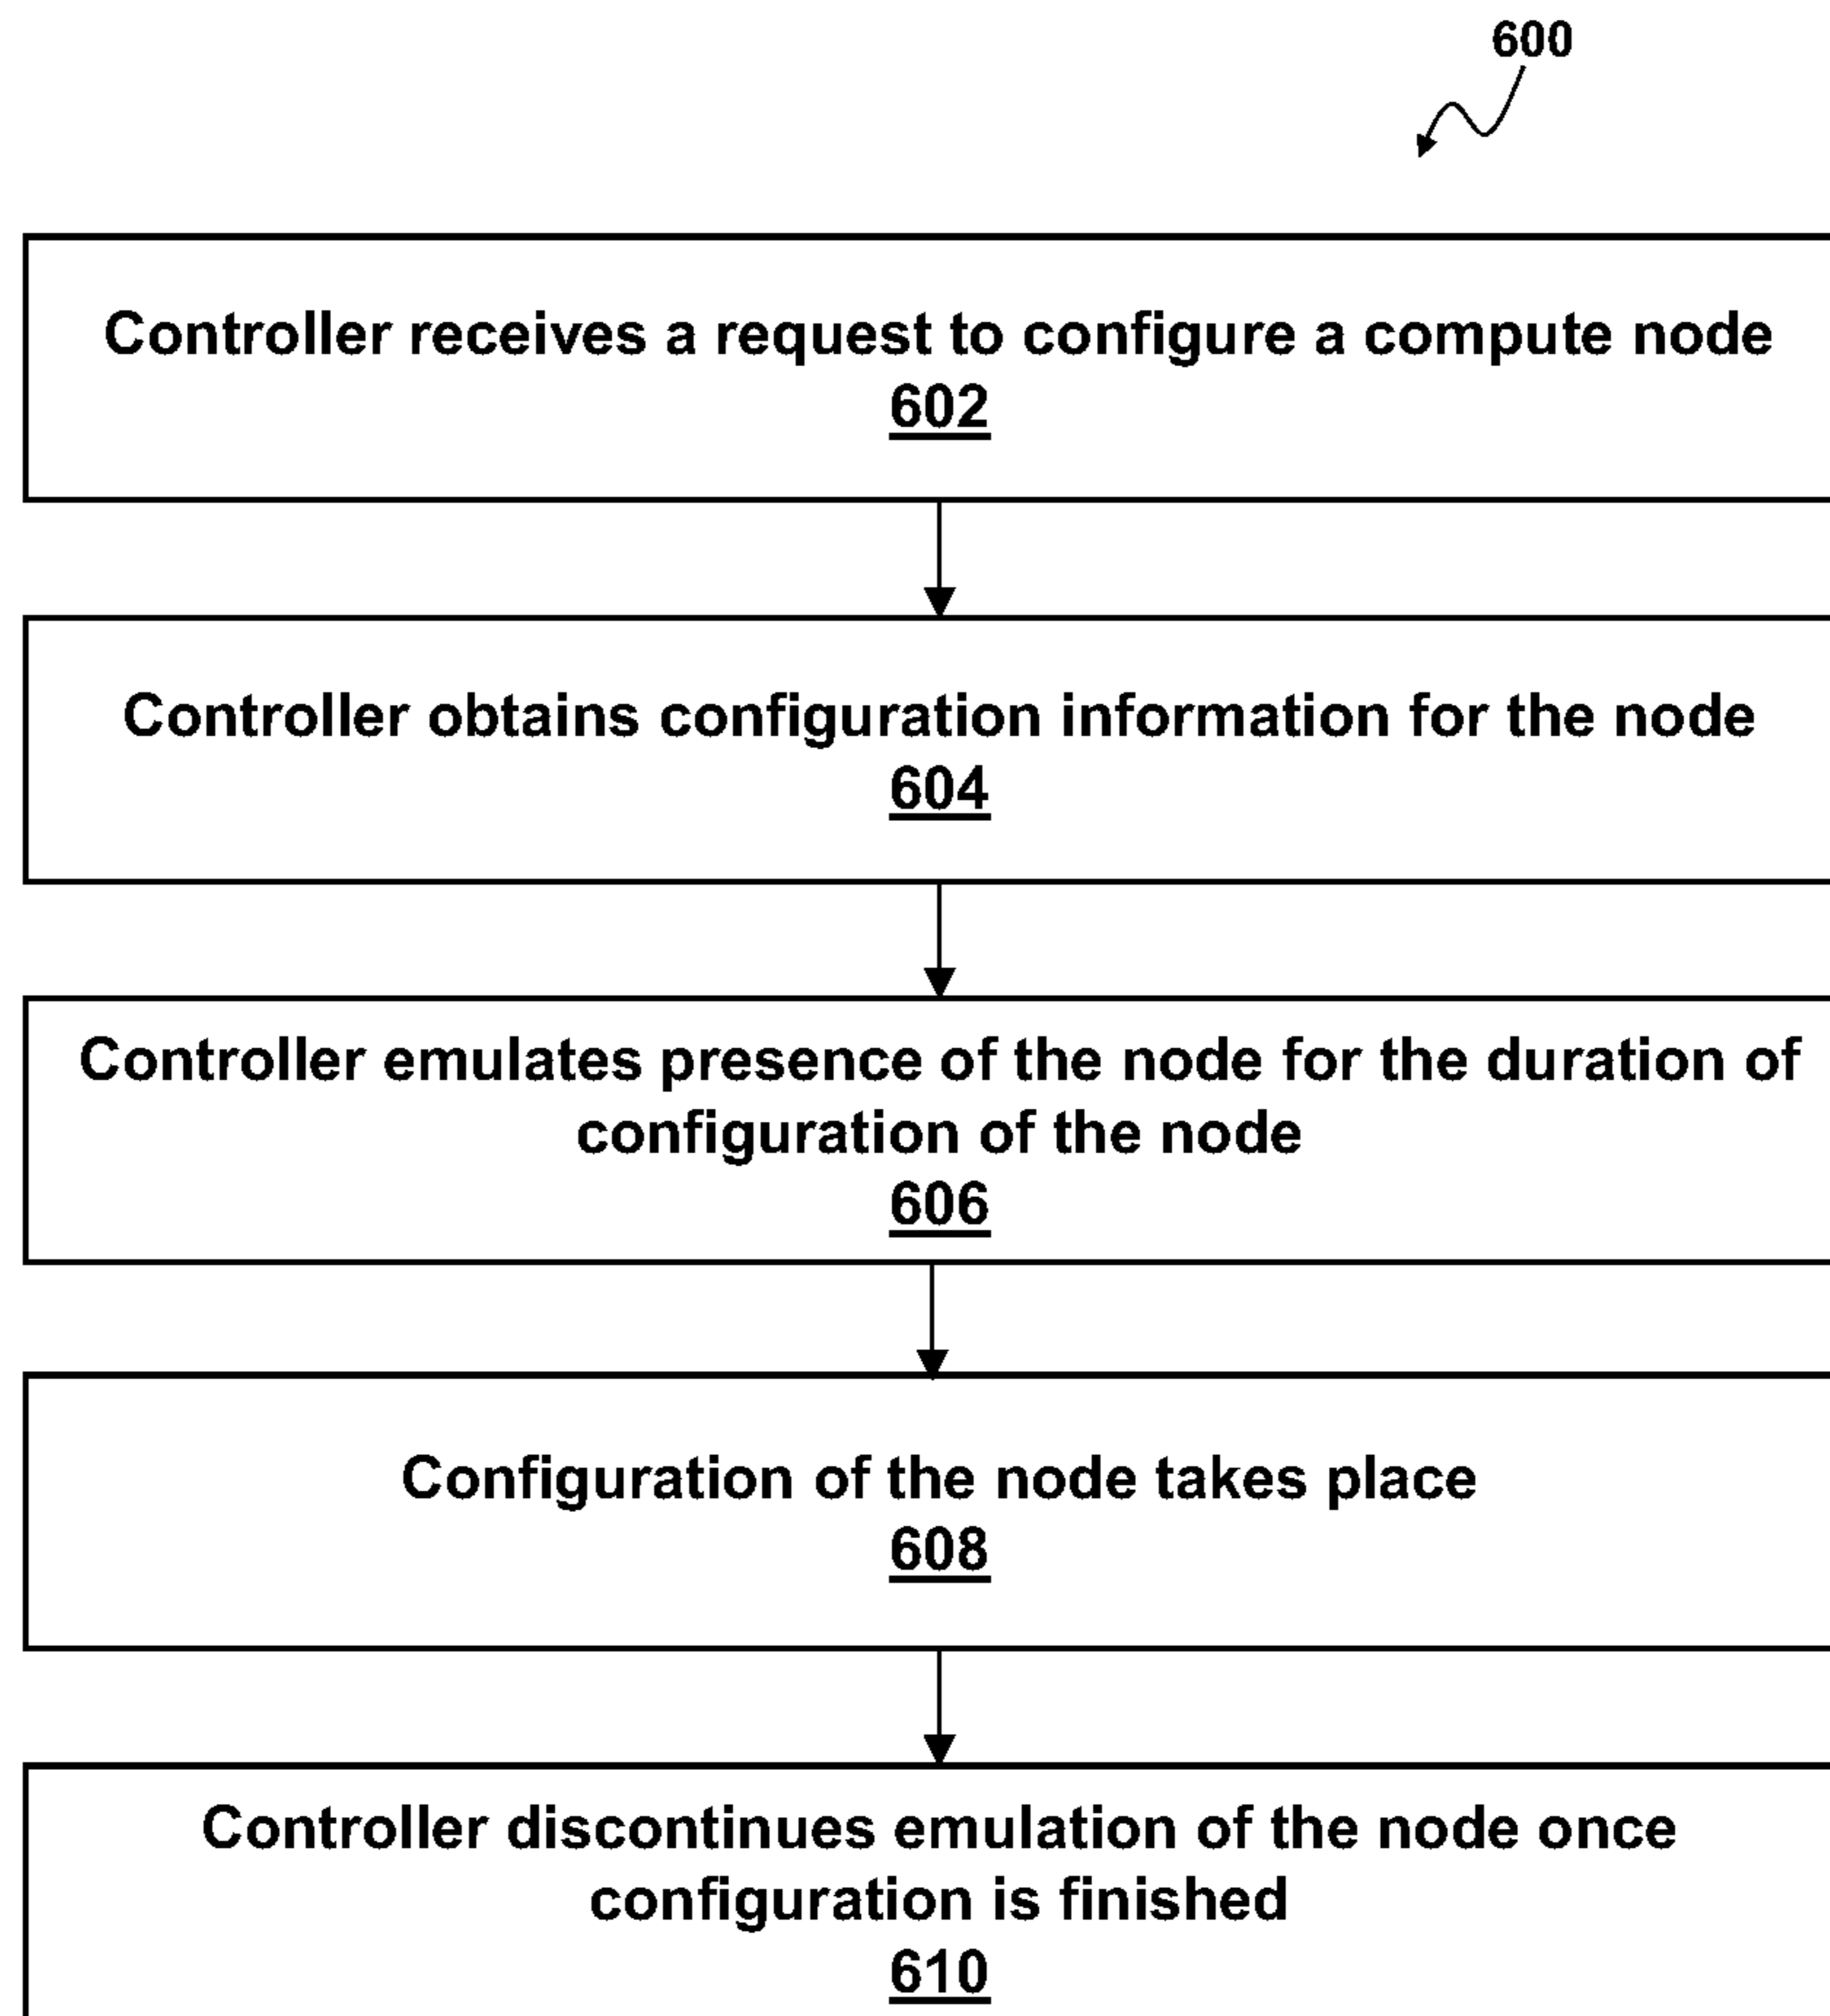 600
Controller receives a request to configure a compute node
602
Controller obtains configuration information for the node
604
Controller emulates presence of the node for the duration of
configuration of the node
606
Configuration of the node takes place
608
Controller discontinues emulation of the node once
configuration is finished
610